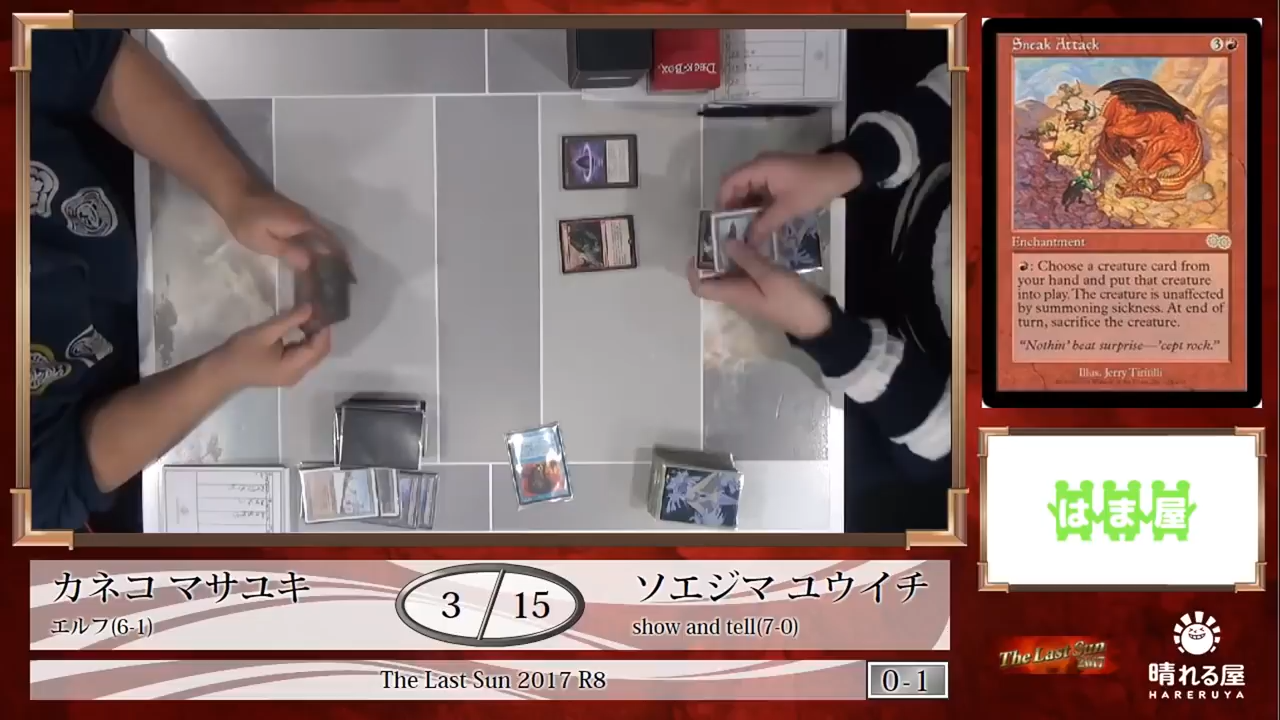 DECK-BOX.
Sneak Attack
3
Enchantment
: Choose a creature card from
your hand and put that creature
into play. The creature is unaffected
by summoning sickness. At end of
turn, sacrifice the creature.
"Nothin' beat surprise—'cept rock."
Illus. Jerry Tiritilli
はま屋
カネコ マサユキ
エルフ(6-1)
3/15
ソエジマ ユウイチ
show and tell(7-0)
The Last Sun 2017 R8
0-1
The Last Sun
2017
晴れる屋
HARERUYA